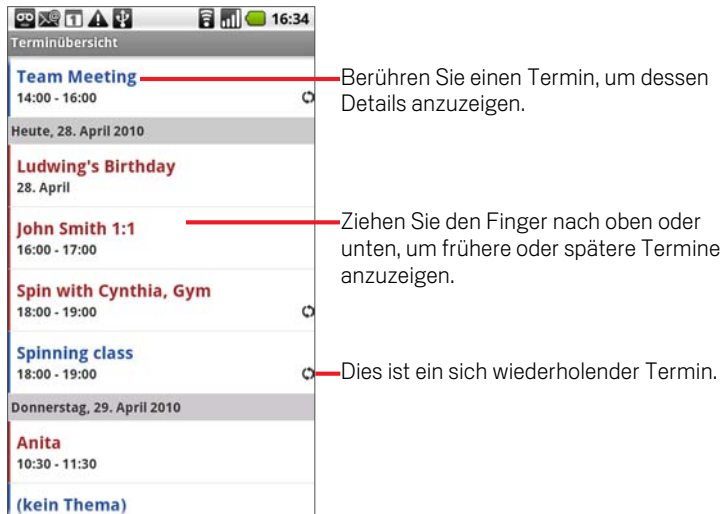 16:34
Terminübersicht
Team Meeting
14:00 - 16:00
Heute, 28. April 2010
Ludwing's Birthday
28. April
John Smith 1:1
16:00 - 17:00
Spin with Cynthia, Gym
18:00 - 19:00
Spinning class
18:00 - 19:00
Donnerstag, 29. April 2010
Anita
10:30 - 11:30
(kein Thema)
Berühren Sie einen Termin, um dessen
Details anzuzeigen.
Ziehen Sie den Finger nach oben oder
unten, um frühere oder spätere Termine
anzuzeigen.
Dies ist ein sich wiederholender Termin.